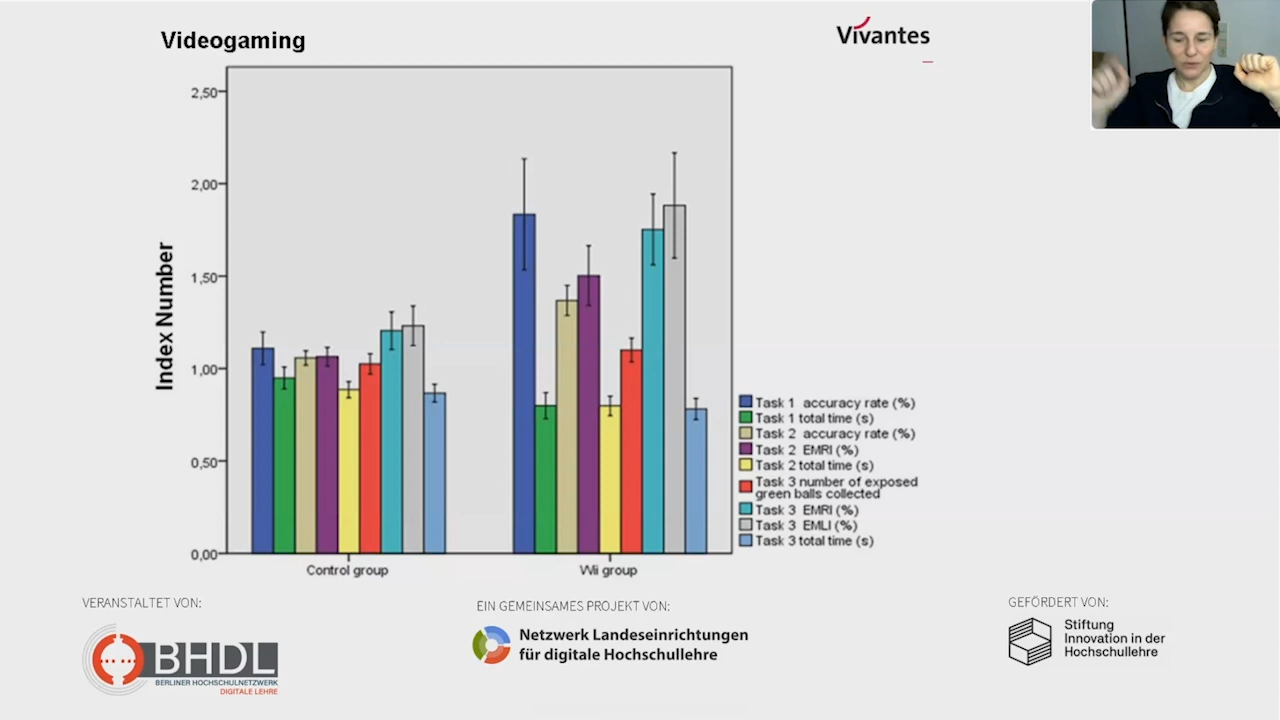 Videogaming
Vivantes
2,50
2,00
1,50
1,00
0,50
0,00
Index Number
Control group
Wii group
Task 1 accuracy rate (%)
Task 1 total time (s)
Task 2 accuracy rate (%)
Task 2 EMRI (%)
Task 2 total time (s)
Task 3 number of exposed
green balls collected
Task 3 EMRI (%)
Task 3 EMLI (%)
Task 3 total time (s)
VERANSTALTET VON:
BHDL
BERLINER HOCHSCHULNETZWERK
DIGITALE LEHRE
EIN GEMEINSAMES PROJEKT VON:
Netzwerk Landeseinrichtungen
für digitale Hochschullehre
GEFÖRDERT VON:
Stiftung
Innovation in der
Hochschullehre